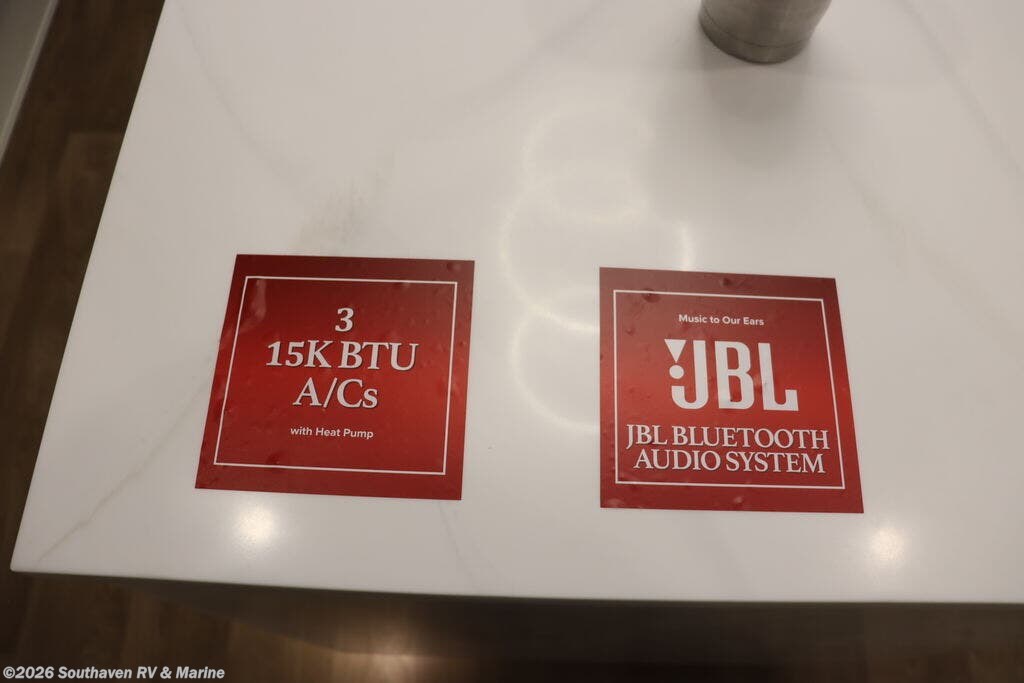 3
15K BTU
A/Cs
with Heat Pump
Music to Our Ears
JBL
JBL BLUETOOTH
AUDIO SYSTEM
©2026 Southaven RV & Marine